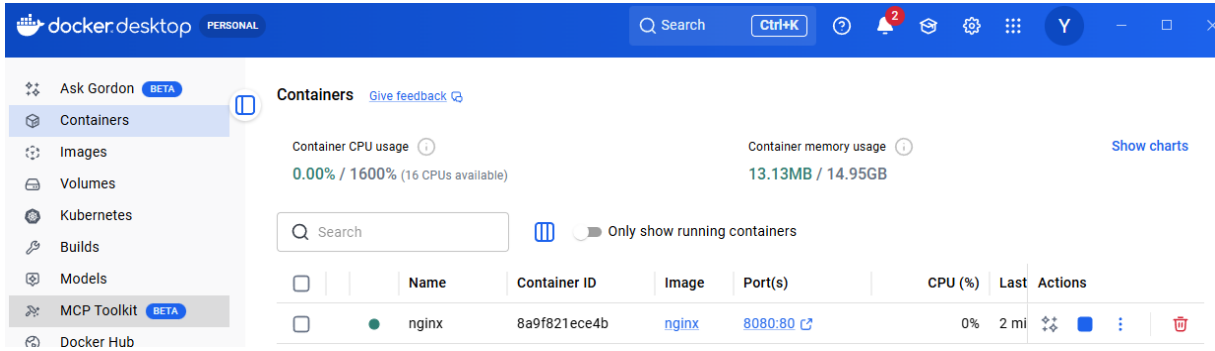 docker.desktop PERSONAL Search Ctrl+K 2 Y
Ask Gordon BETA
Containers
Images
Volumes
Kubernetes
Builds
Models
MCP Toolkit BETA
Docker Hub
Containers Give feedback
Container CPU usage
0.00% / 1600% (16 CPUs available)
Container memory usage
13.13MB / 14.95GB
Show charts
Search
Only show running containers
Name Container ID Image Port(s) CPU (%) Last Actions
nginx 8a9f821ece4b nginx 8080:80 0% 2 mi